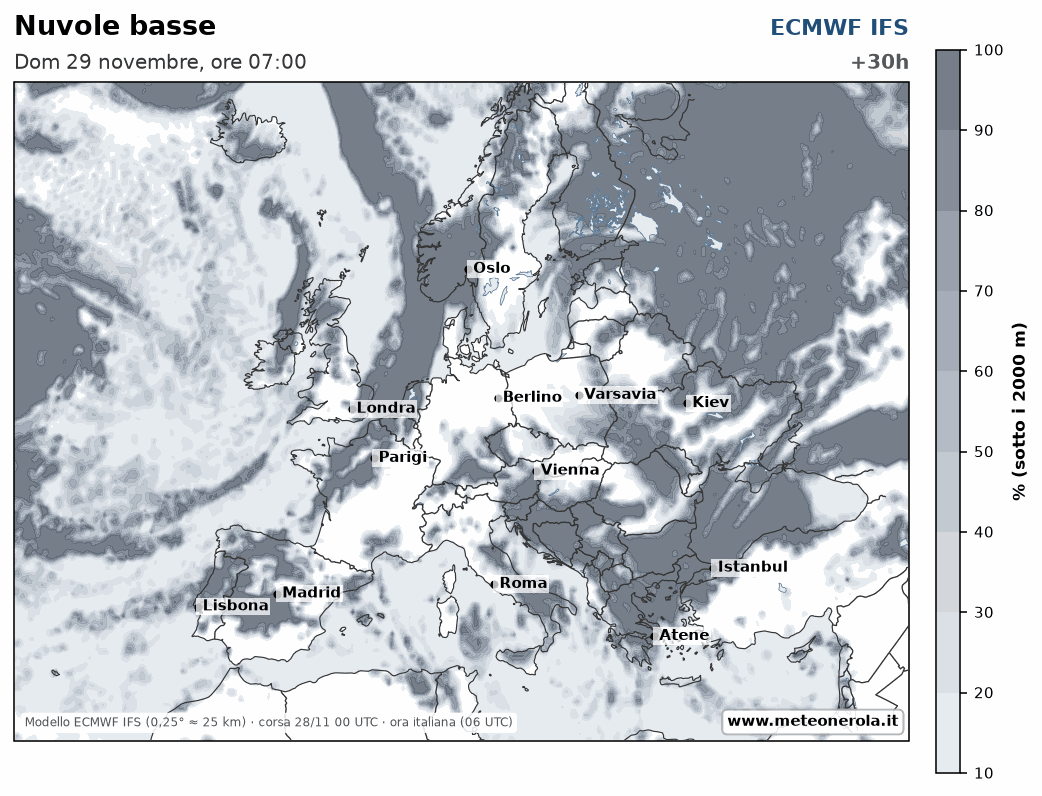 Nuvole basse
ECMWF IFS
Dom 29 novembre, ore 07:00
+30h
100
90
80
70
60
50
40
30
20
10
% (sotto i 2000 m)
Oslo
Londra
Berlino
Varsavia
Kiev
Parigi
Vienna
Istanbul
Roma
Madrid
Lisbona
Atene
Modello ECMWF IFS (0,25° ≈ 25 km) · corsa 28/11 00 UTC · ora italiana (06 UTC)
www.meteonerola.it